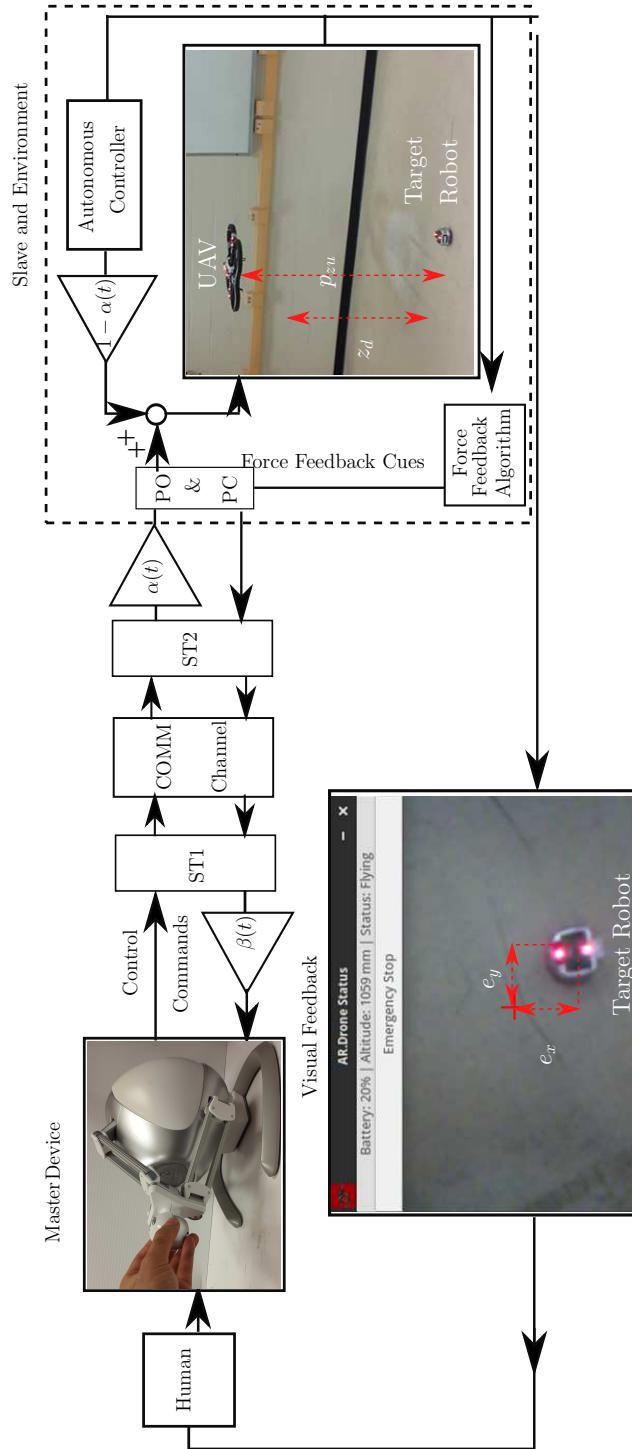 Slave and Environment
Autonomous
Controller
1 − α(t)
UAV
p_{zu}
z_d
Target
Robot
+
+
PO
&
PC
Force Feedback Cues
Force
Feedback
Algorithm
α(t)
ST2
COMM
Channel
ST1
Control
Commands
β(t)
Master Device
Human
Visual Feedback
AR.Drone Status
− ×
Battery: 20% | Altitude: 1059 mm | Status: Flying
Emergency Stop
e_y
e_x
Target Robot